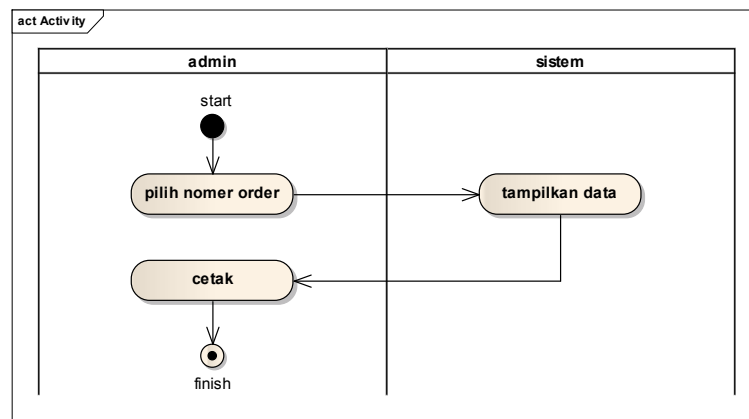 act Activity
admin
sistem
start
pilih nomer order
tampilkan data
cetak
finish